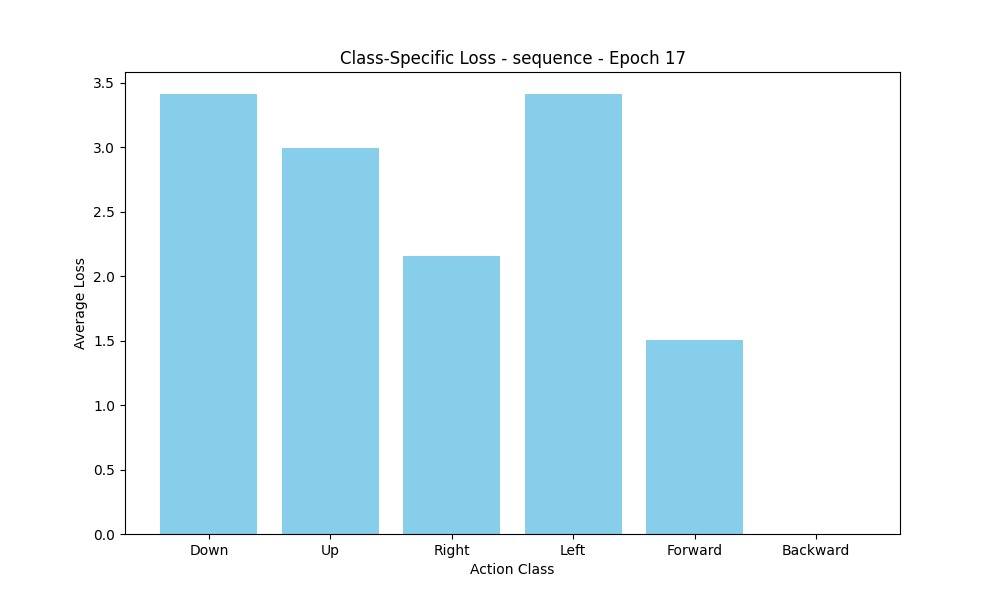 Class-Specific Loss - sequence - Epoch 17
3.5
3.0
2.5
2.0
1.5
1.0
0.5
0.0
Average Loss
Down Up Right Left Forward Backward
Action Class